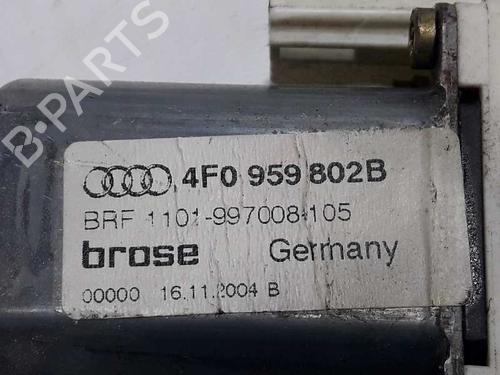 4F0 959 802B
BRF 1101-997008-105
brose Germany
00000 16.11.2004 B
B-PARTS